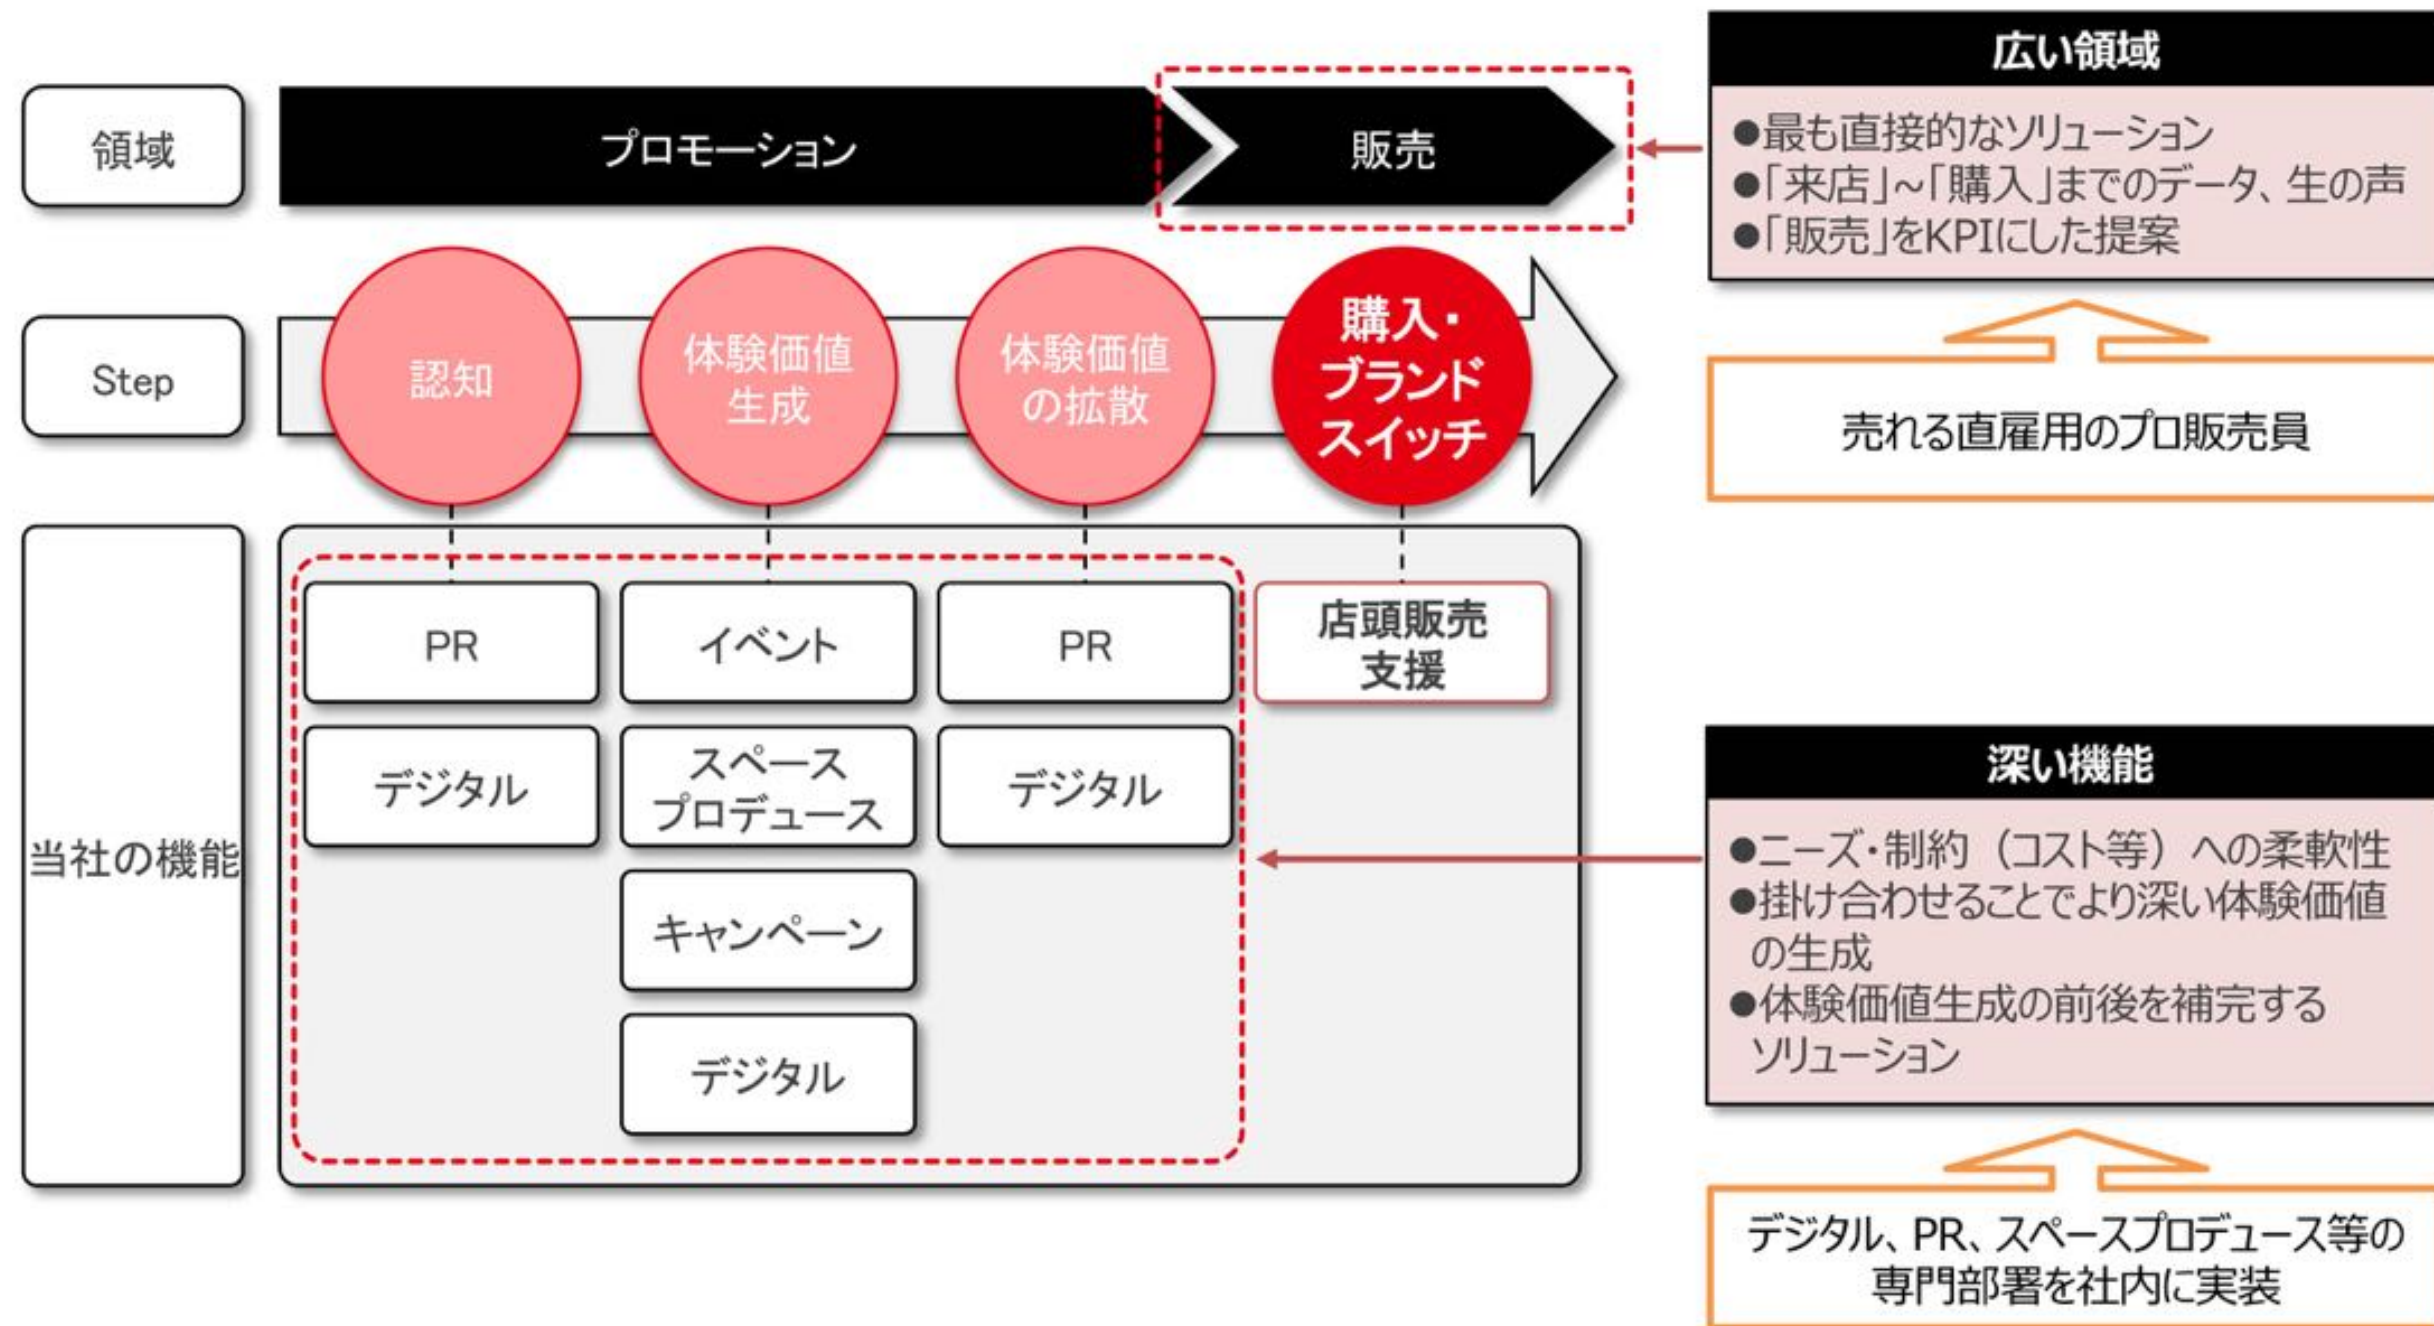 領域
プロモーション
販売
Step
認知
体験価値
生成
体験価値
の拡散
購入・
ブランド
スイッチ
当社の機能
PR
デジタル
イベント
スペース
プロデュース
キャンペーン
デジタル
PR
デジタル
店頭販売
支援
広い領域
●最も直接的なソリューション
●「来店」~「購入」までのデータ、生の声
●「販売」をKPIにした提案
売れる直雇用のプロ販売員
深い機能
●ニーズ・制約（コスト等）への柔軟性
●掛け合わせることでより深い体験価値
の生成
●体験価値生成の前後を補完する
ソリューション
デジタル、PR、スペースプロデュース等の
専門部署を社内に実装